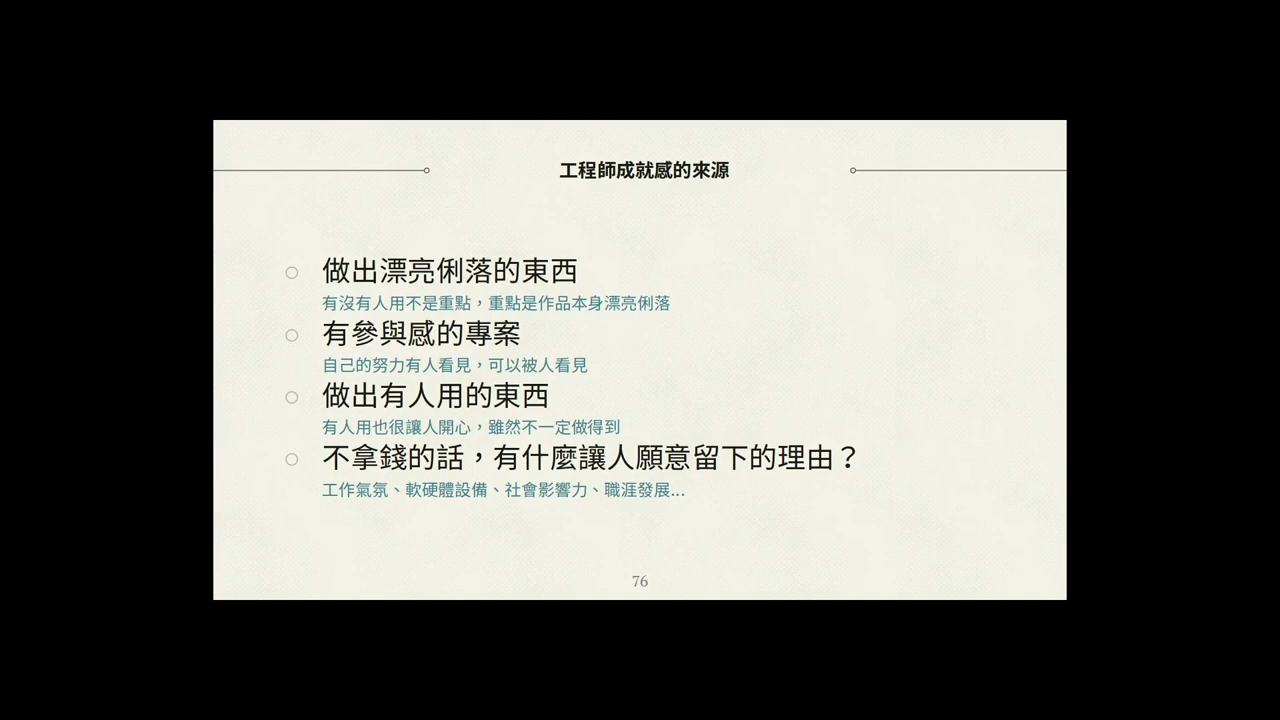 工程師成就感的來源
做出漂亮俐落的東西
有沒有人用不是重點，重點是作品本身漂亮俐落
有參與感的專案
自己的努力有人看見，可以被人看見
做出有人用的東西
有人用也很讓人開心，雖然不一定做得到
不拿錢的話，有什麼讓人願意留下的理由？
工作氣氛、軟硬體設備、社會影響力、職涯發展...
76